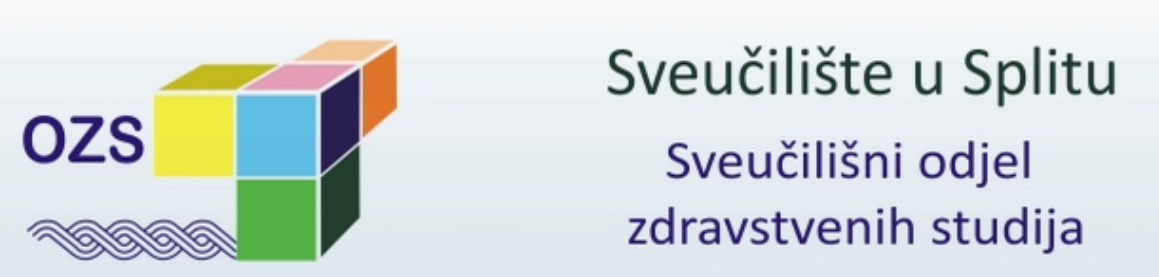 OZS
Sveučilište u Splitu
Sveučilišni odjel
zdravstvenih studija